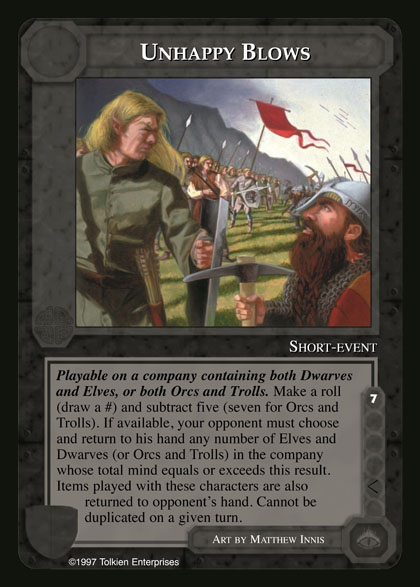 UNHAPPY BLOWS
SHORT-EVENT
Playable on a company containing both Dwarves
and Elves, or both Orcs and Trolls. Make a roll
(draw a #) and subtract five (seven for Orcs and
Trolls). If available, your opponent must choose
and return to his hand any number of Elves and
Dwarves (or Orcs and Trolls) in the company
whose total mind equals or exceeds this result.
Items played with these characters are also
returned to opponent's hand. Cannot be
duplicated on a given turn.
7
ART BY MATTHEW INNIS
©1997 Tolkien Enterprises